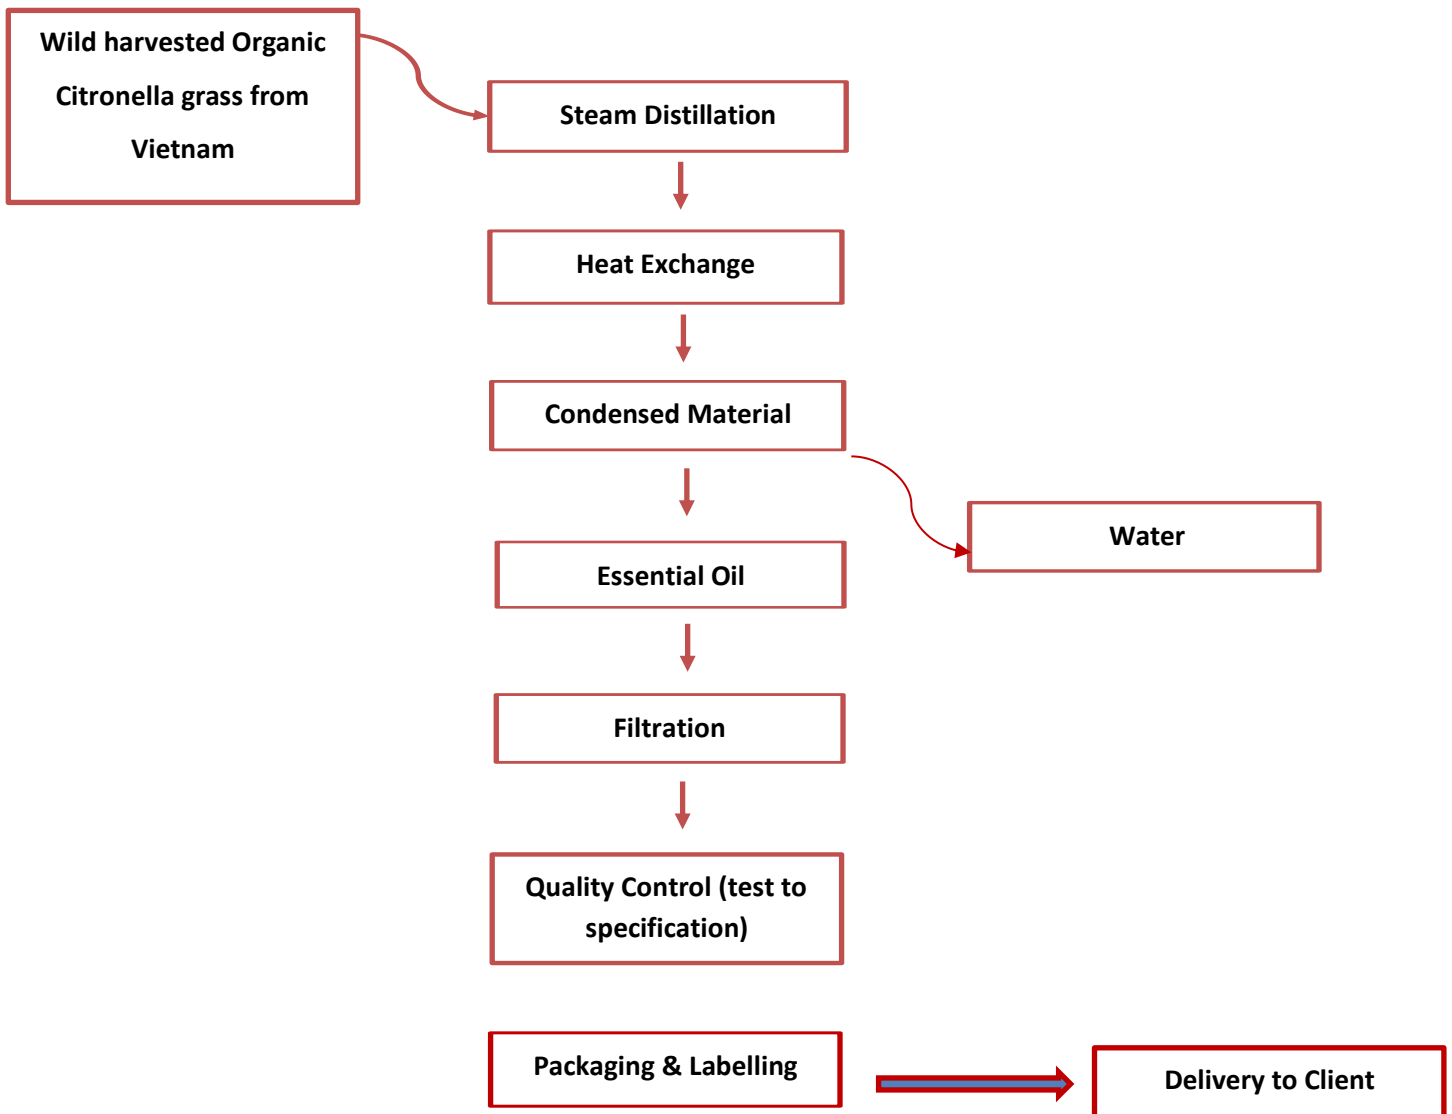 Wild harvested Organic
Citronella grass from
Vietnam
Steam Distillation
Heat Exchange
Condensed Material
Water
Essential Oil
Filtration
Quality Control (test to
specification)
Packaging & Labelling
Delivery to Client